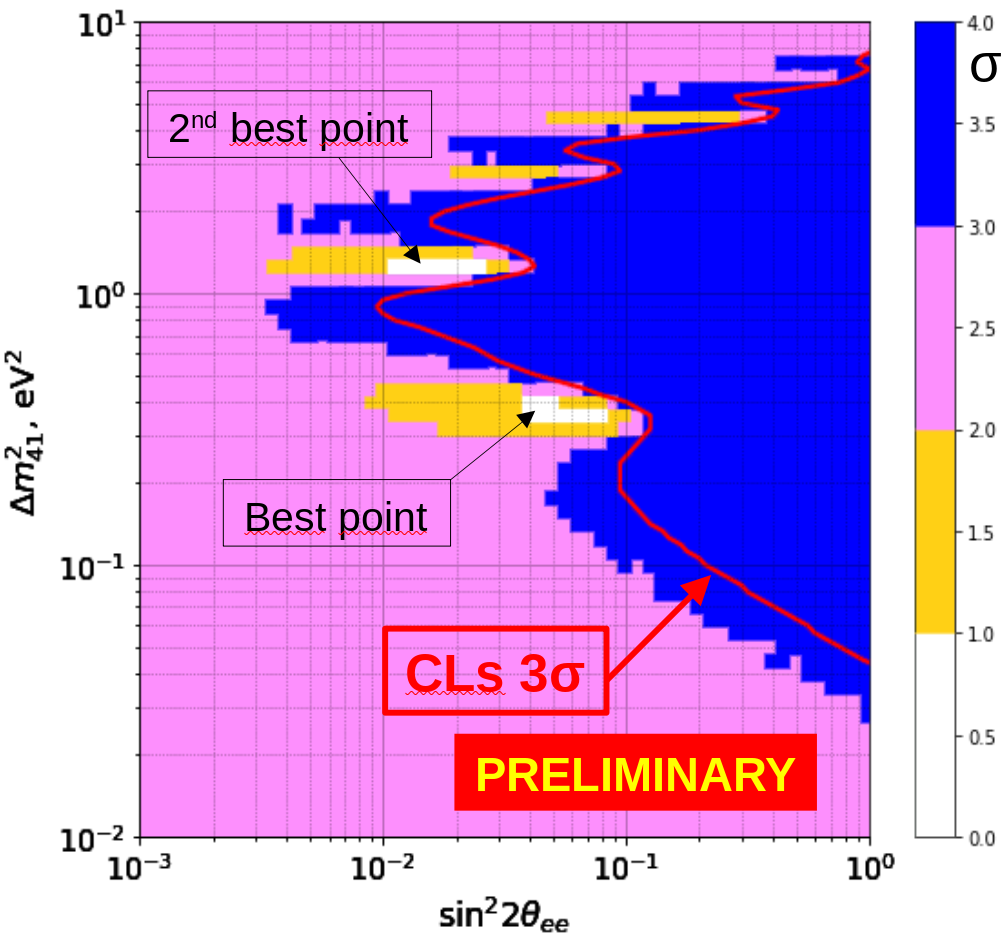 10¹
4.0
σ
2ⁿᵈ best point
3.5
3.0
10⁰
2.5
Δm²₄₁, eV²
2.0
Best point
1.5
10⁻¹
1.0
CLs 3σ
0.5
PRELIMINARY
10⁻²
0.0
10⁻³ 10⁻² 10⁻¹ 10⁰
sin²2θₑₑ